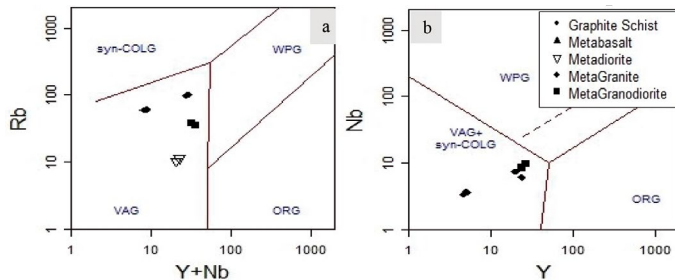 a
syn-COLG
WPG
VAG
ORG
Rb
1000
100
10
1
1
10
100
1000
Y+Nb
b
Graphite Schist
Metabasalt
Metadiorite
MetaGranite
MetaGranodiorite
WPG
VAG+
syn-COLG
ORG
Nb
1000
100
10
1
1
10
100
1000
Y